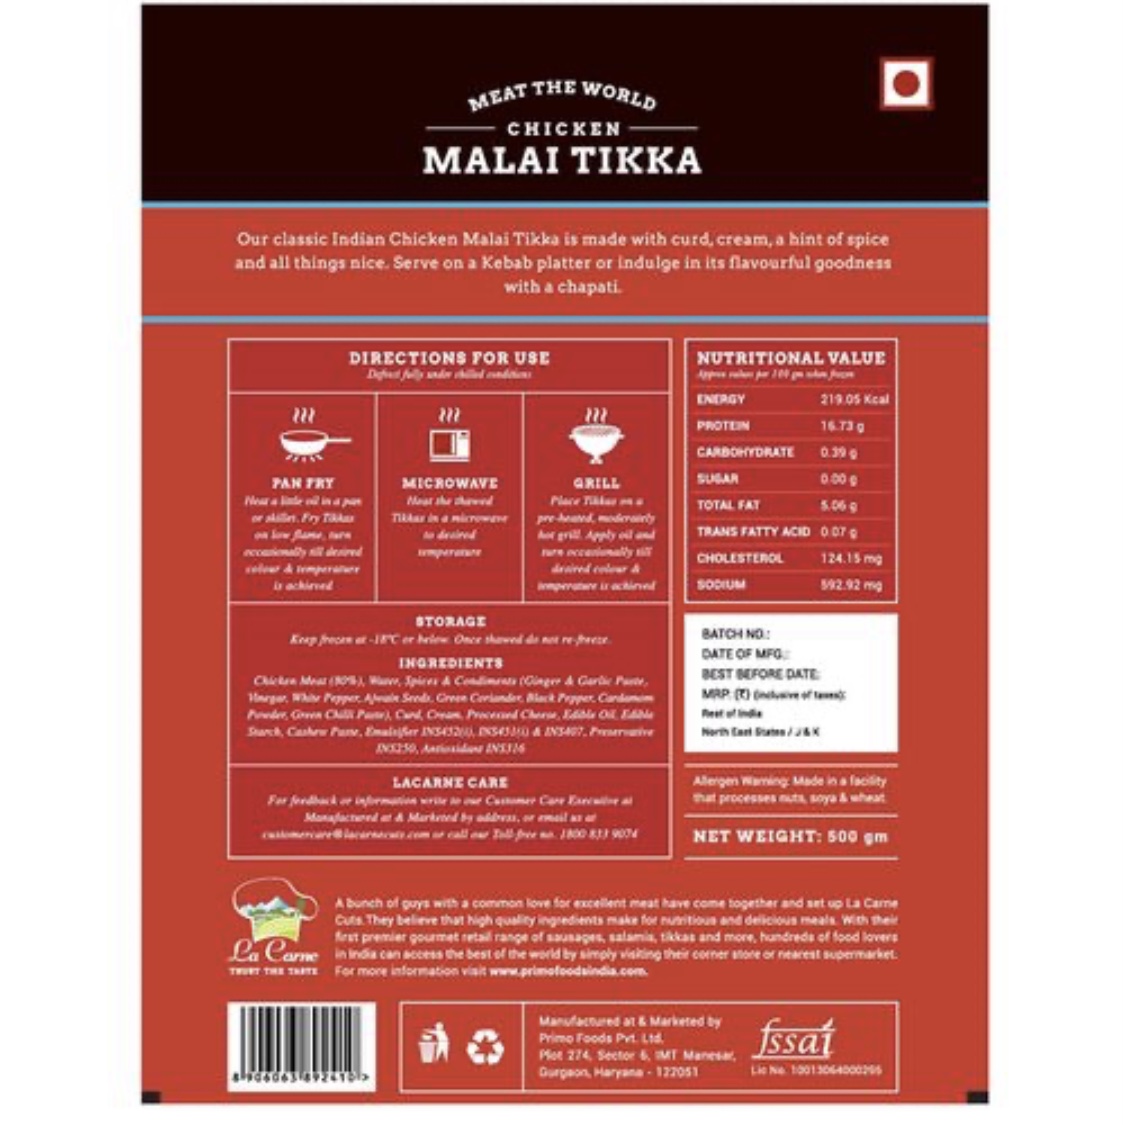 MEAT THE WORLD
CHICKEN
MALAI TIKKA
Our classic Indian Chicken Malai Tikka is made with curd, cream, a hint of spice
and all things nice. Serve on a Kebab platter or indulge in its flavourful goodness
with a chapati.
DIRECTIONS FOR USE
Defrost fully under chilled conditions
PAN FRY
Heat a little oil in a pan
or skillet. Fry Tikkas
on low flame, turn
occasionally till desired
colour & temperature
is achieved
MICROWAVE
Heat the thawed
Tikkas in a microwave
to desired
temperature
GRILL
Place Tikkas on a
pre-heated, moderately
hot grill. Apply oil and
turn occasionally till
desired colour &
temperature is achieved
STORAGE
Keep frozen at -18°C or below. Once thawed do not re-freeze.
INGREDIENTS
Chicken Meat (80%), Water, Spices & Condiments (Ginger & Garlic Paste,
Vinegar, White Pepper, Ajwain Seeds, Green Coriander, Black Pepper, Cardamom
Powder, Green Chilli Paste), Curd, Cream, Processed Cheese, Edible Oil, Edible
Starch, Cashew Paste, Emulsifier INS452(i), INS451(i) & INS407, Preservative
INS250, Antioxidant INS316
LACARNE CARE
For feedback or information write to our Customer Care Executive at
Manufactured at & Marketed by address, or email us at
customercare@lacarnecuts.com or call our Toll-free no. 1800 833 9074
NUTRITIONAL VALUE
Approx values per 100 gm when frozen
ENERGY 219.05 Kcal
PROTEIN 16.73 g
CARBOHYDRATE 0.39 g
SUGAR 0.00 g
TOTAL FAT 5.06 g
TRANS FATTY ACID 0.07 g
CHOLESTEROL 124.15 mg
SODIUM 592.92 mg
BATCH NO.:
DATE OF MFG.:
BEST BEFORE DATE:
MRP: (₹) (inclusive of taxes):
Rest of India
North East States / J & K
Allergen Warning: Made in a facility
that processes nuts, soya & wheat.
NET WEIGHT: 500 gm
La Carne
TRUST THE TASTE
A bunch of guys with a common love for excellent meat have come together and set up La Carne
Cuts. They believe that high quality ingredients make for nutritious and delicious meals. With their
first premier gourmet retail range of sausages, salamis, tikkas and more, hundreds of food lovers
in India can access the best of the world by simply visiting their corner store or nearest supermarket.
For more information visit www.primofoodsindia.com.
8 906063 892410 >
Manufactured at & Marketed by
Primo Foods Pvt. Ltd.
Plot 274, Sector 6, IMT Manesar,
Gurgaon, Haryana - 122051
fssai
Lic No. 10013064000295